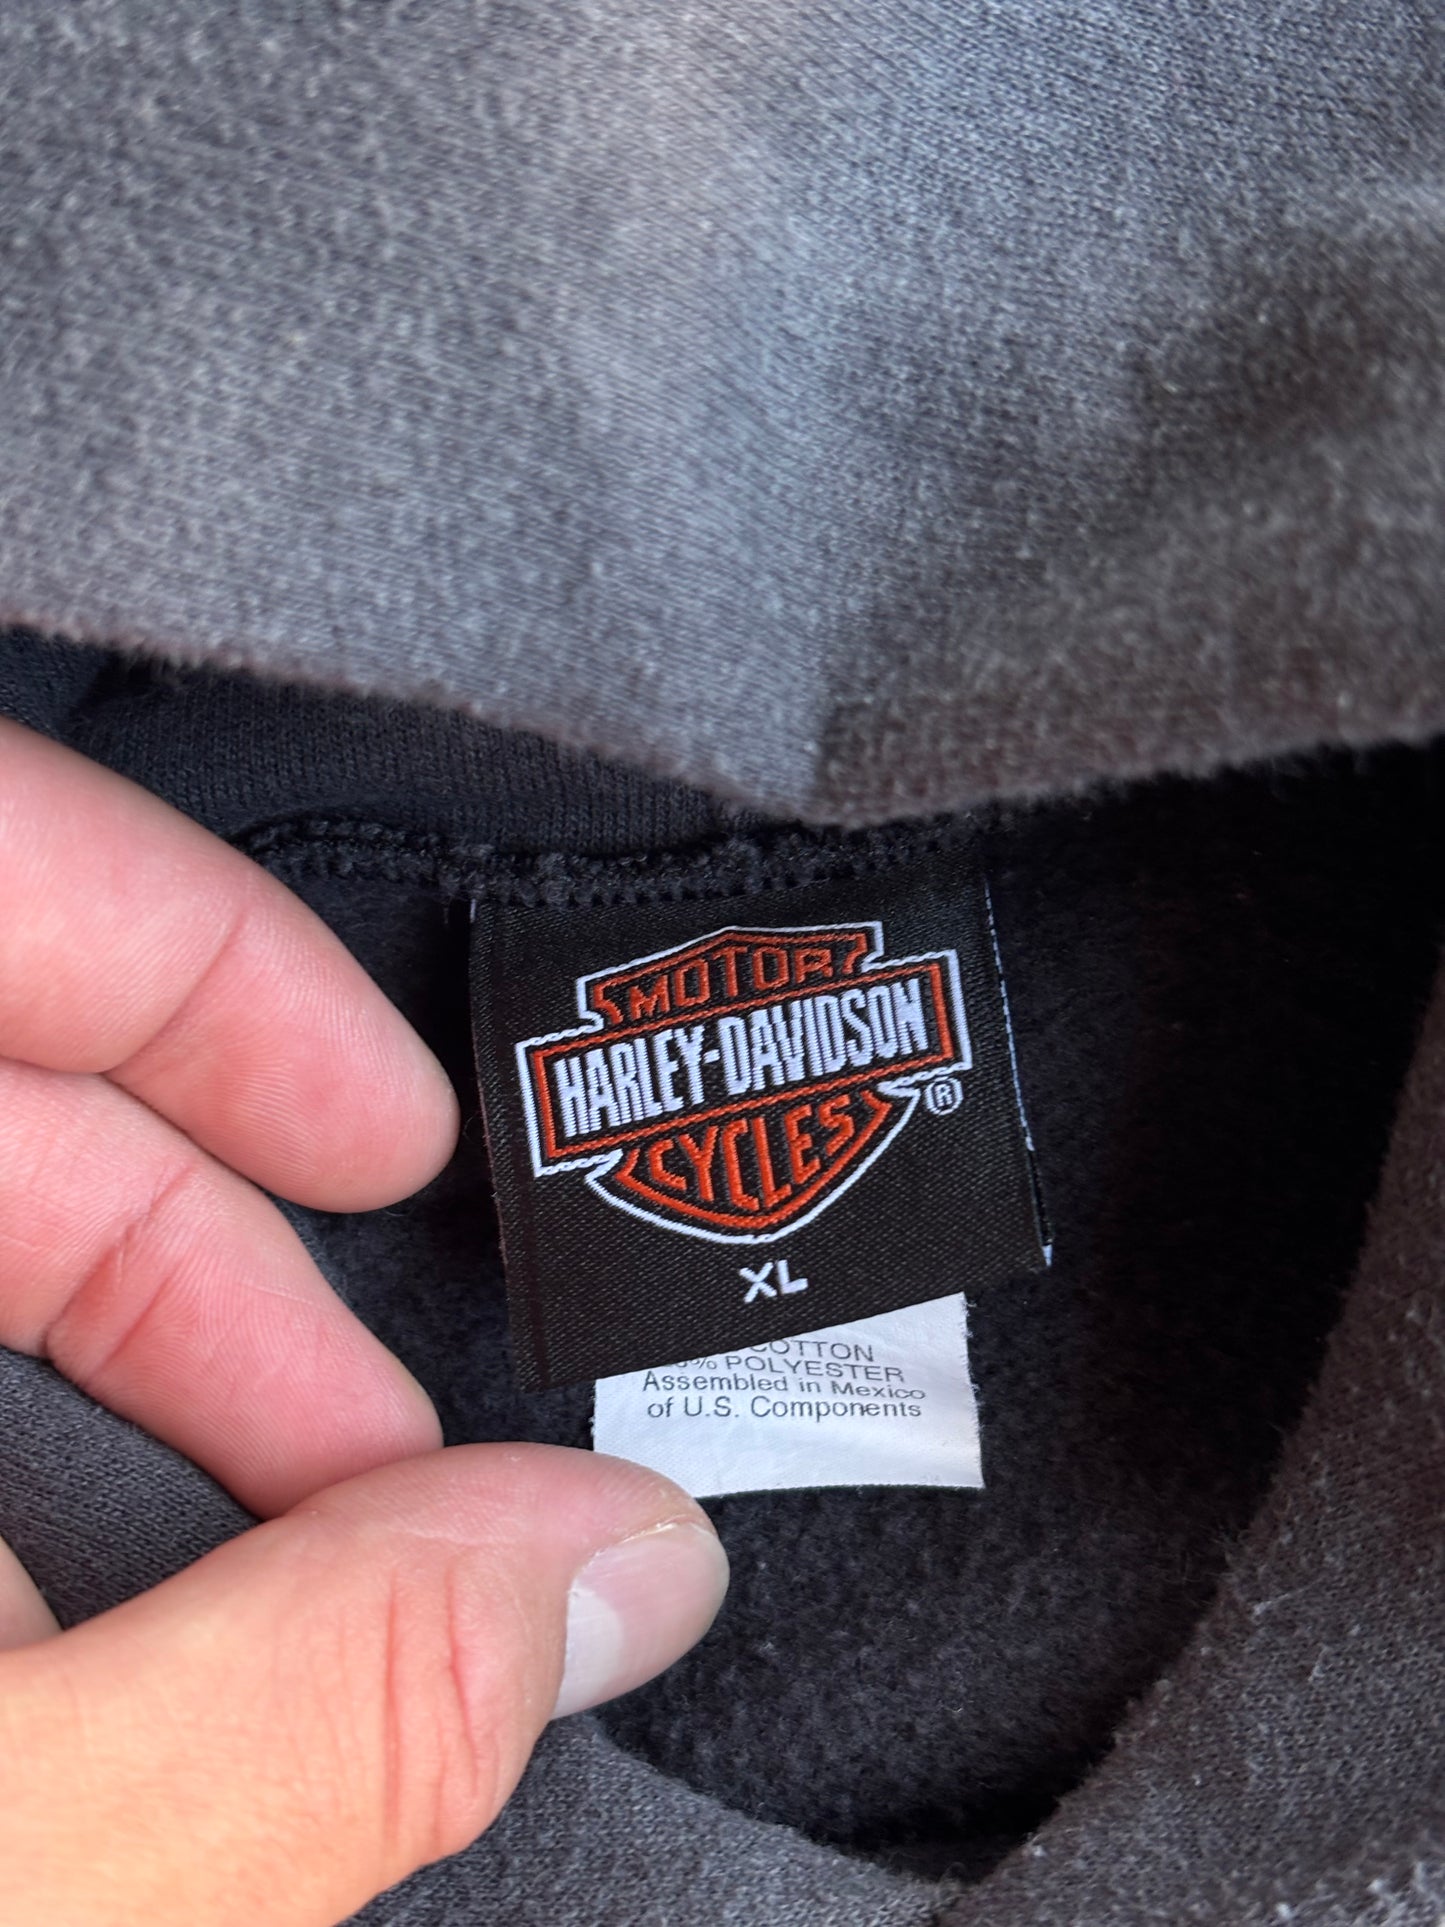 MOTOR
HARLEY-DAVIDSON
CYCLES
®
XL
COTTON
% POLYESTER
Assembled in Mexico
of U.S. Components